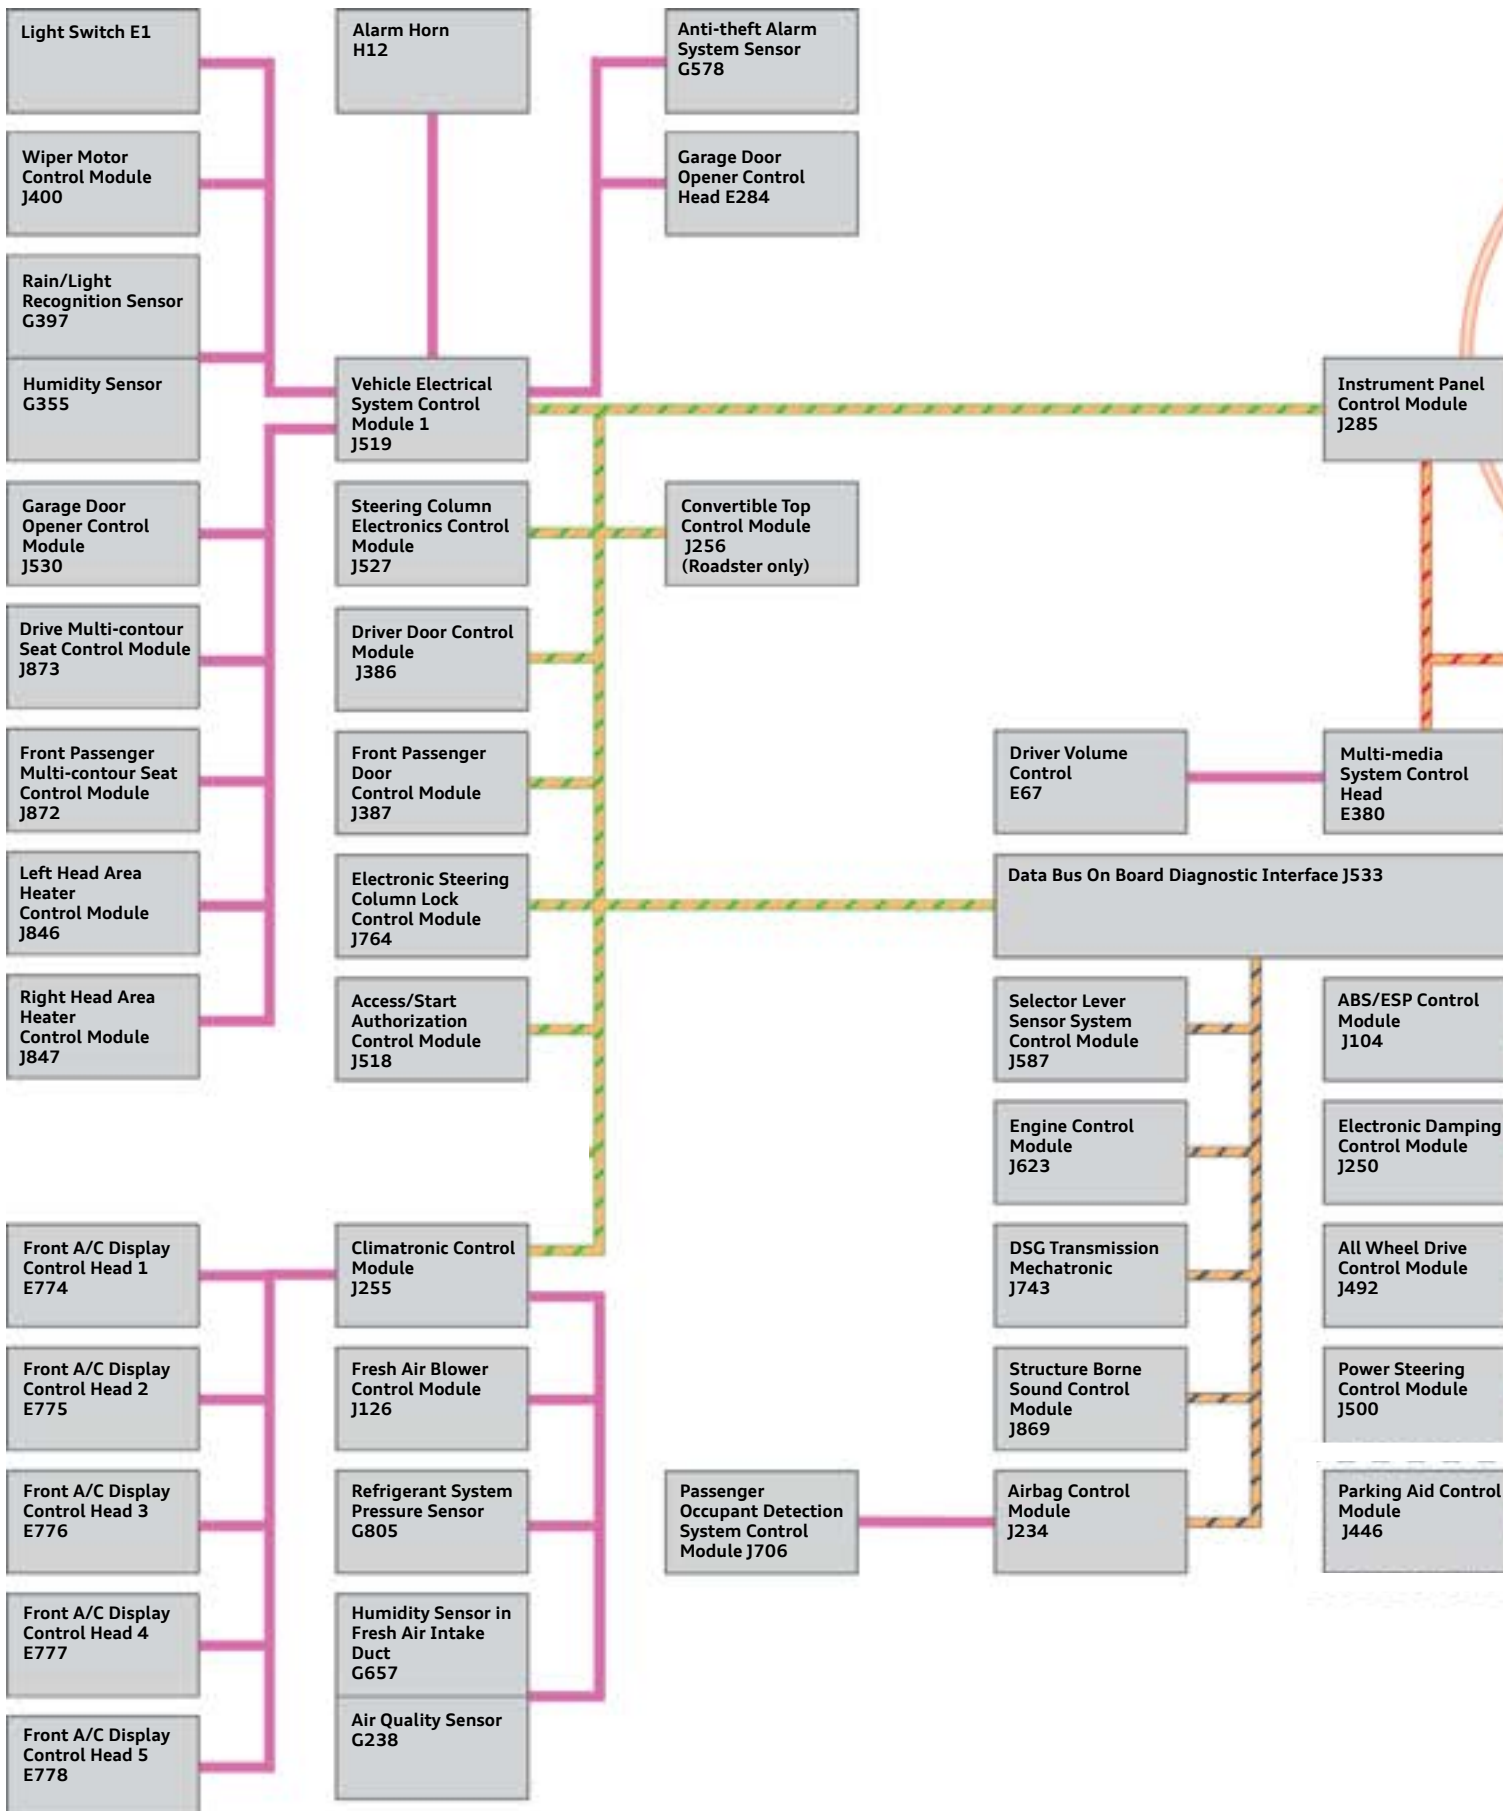 Light Switch E1
Alarm Horn
H12
Anti-theft Alarm
System Sensor
G578
Wiper Motor
Control Module
J400
Garage Door
Opener Control
Head E284
Rain/Light
Recognition Sensor
G397
Humidity Sensor
G355
Vehicle Electrical
System Control
Module 1
J519
Instrument Panel
Control Module
J285
Garage Door
Opener Control
Module
J530
Steering Column
Electronics Control
Module
J527
Convertible Top
Control Module
J256
(Roadster only)
Drive Multi-contour
Seat Control Module
J873
Driver Door Control
Module
J386
Front Passenger
Multi-contour Seat
Control Module
J872
Front Passenger
Door
Control Module
J387
Driver Volume
Control
E67
Multi-media
System Control
Head
E380
Left Head Area
Heater
Control Module
J846
Electronic Steering
Column Lock
Control Module
J764
Data Bus On Board Diagnostic Interface J533
Right Head Area
Heater
Control Module
J847
Access/Start
Authorization
Control Module
J518
Selector Lever
Sensor System
Control Module
J587
ABS/ESP Control
Module
J104
Engine Control
Module
J623
Electronic Damping
Control Module
J250
Front A/C Display
Control Head 1
E774
Climatronic Control
Module
J255
DSG Transmission
Mechatronic
J743
All Wheel Drive
Control Module
J492
Front A/C Display
Control Head 2
E775
Fresh Air Blower
Control Module
J126
Structure Borne
Sound Control
Module
J869
Power Steering
Control Module
J500
Front A/C Display
Control Head 3
E776
Refrigerant System
Pressure Sensor
G805
Passenger
Occupant Detection
System Control
Module J706
Airbag Control
Module
J234
Parking Aid Control
Module
J446
Front A/C Display
Control Head 4
E777
Humidity Sensor in
Fresh Air Intake
Duct
G657
Air Quality Sensor
G238
Front A/C Display
Control Head 5
E778